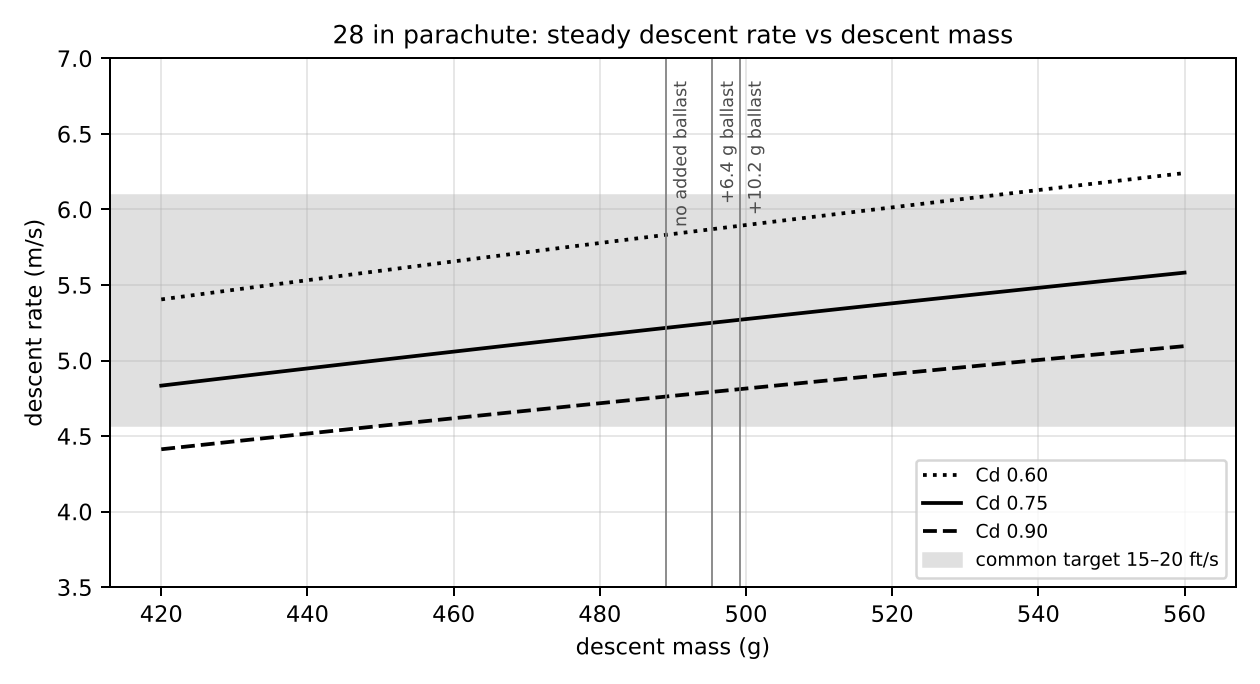 28 in parachute: steady descent rate vs descent mass
7.0
6.5
6.0
5.5
5.0
4.5
4.0
3.5
descent rate (m/s)
no added ballast
+6.4 g ballast
+10.2 g ballast
Cd 0.60
Cd 0.75
Cd 0.90
common target 15–20 ft/s
420 440 460 480 500 520 540 560
descent mass (g)